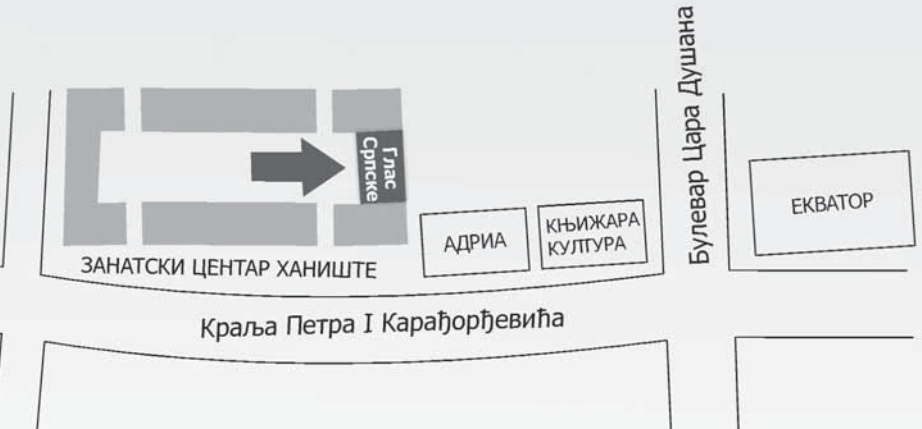 Глас
Српске
ЗАНАТСКИ ЦЕНТАР ХАНИШТЕ
АДРИА
КЊИЖАРА
КУЛТУРА
Булевар Цара Душана
ЕКВАТОР
Краља Петра I Карађорђевића